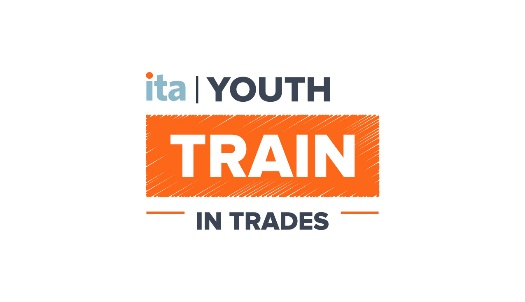 ita | YOUTH
TRAIN
IN TRADES